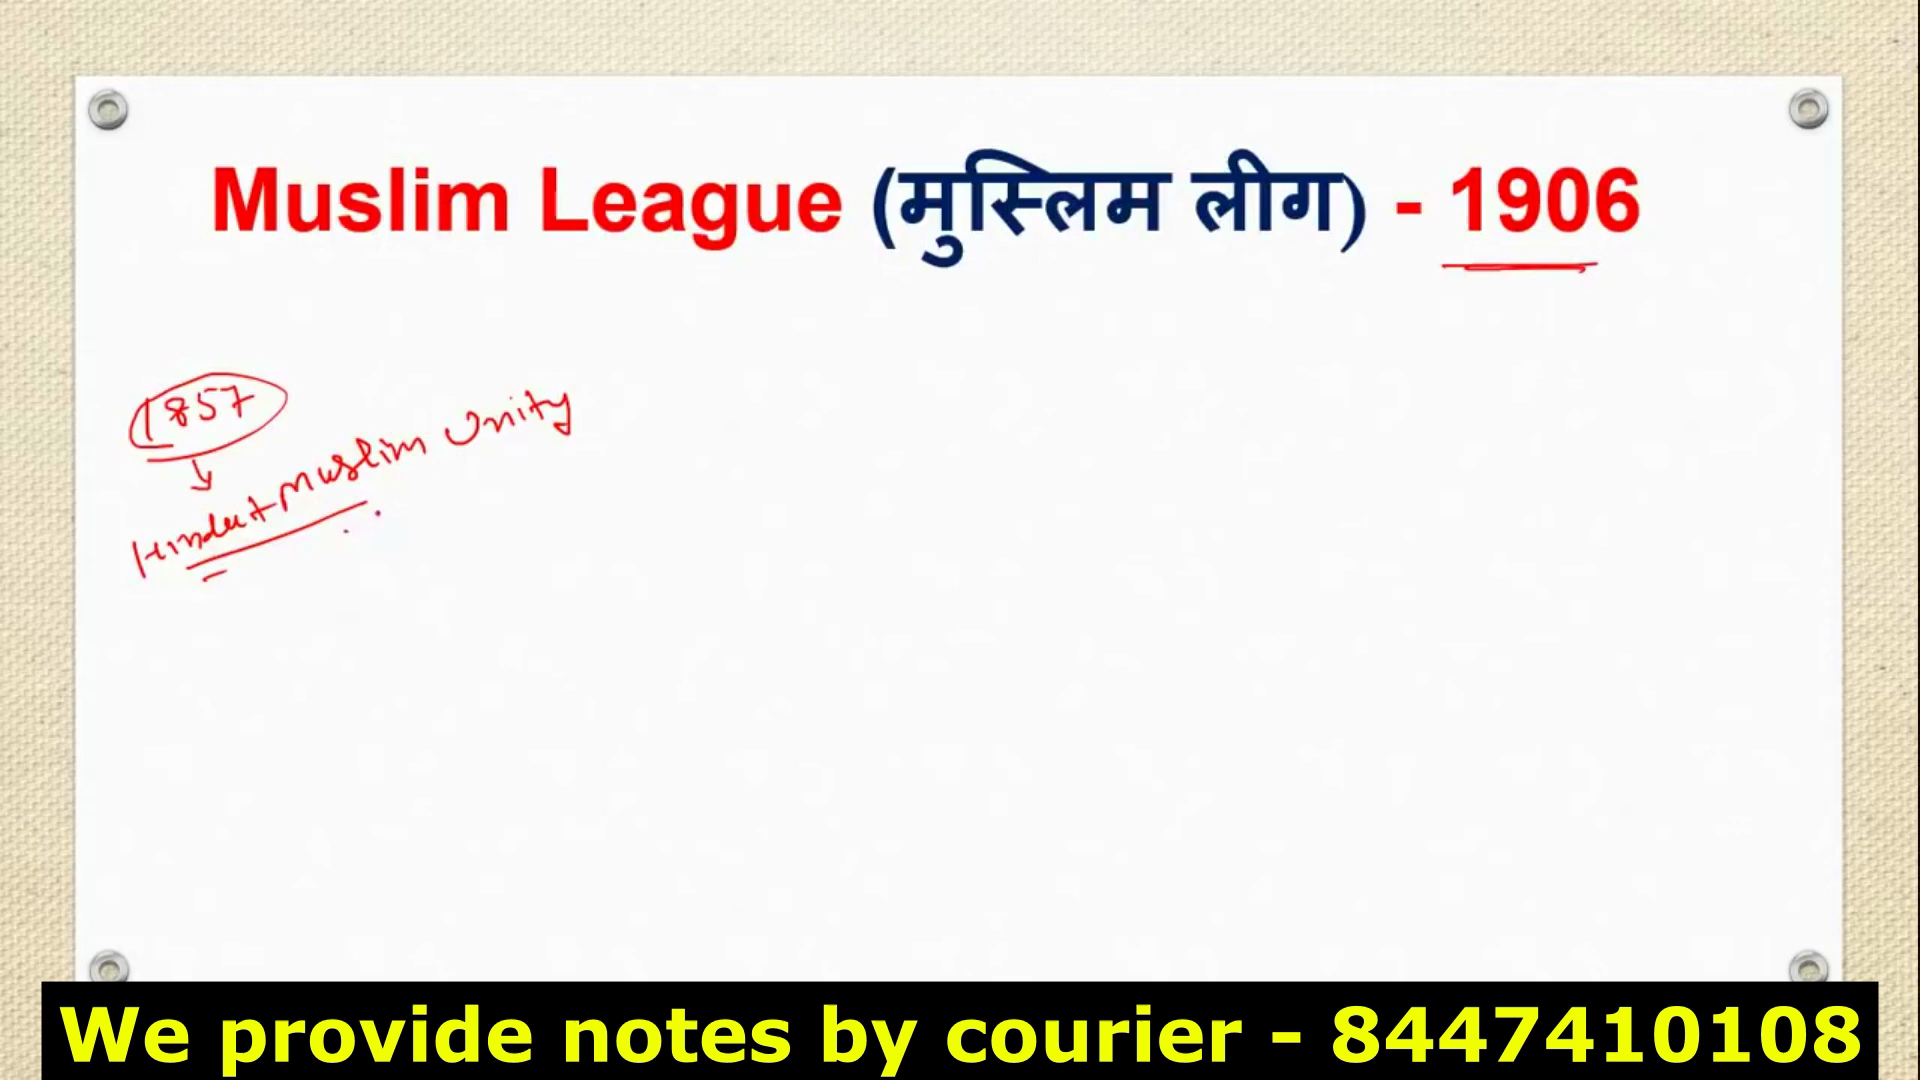 Muslim League (मुस्लिम लीग) - 1906
1857
Hindu+Muslim Unity
We provide notes by courier - 8447410108